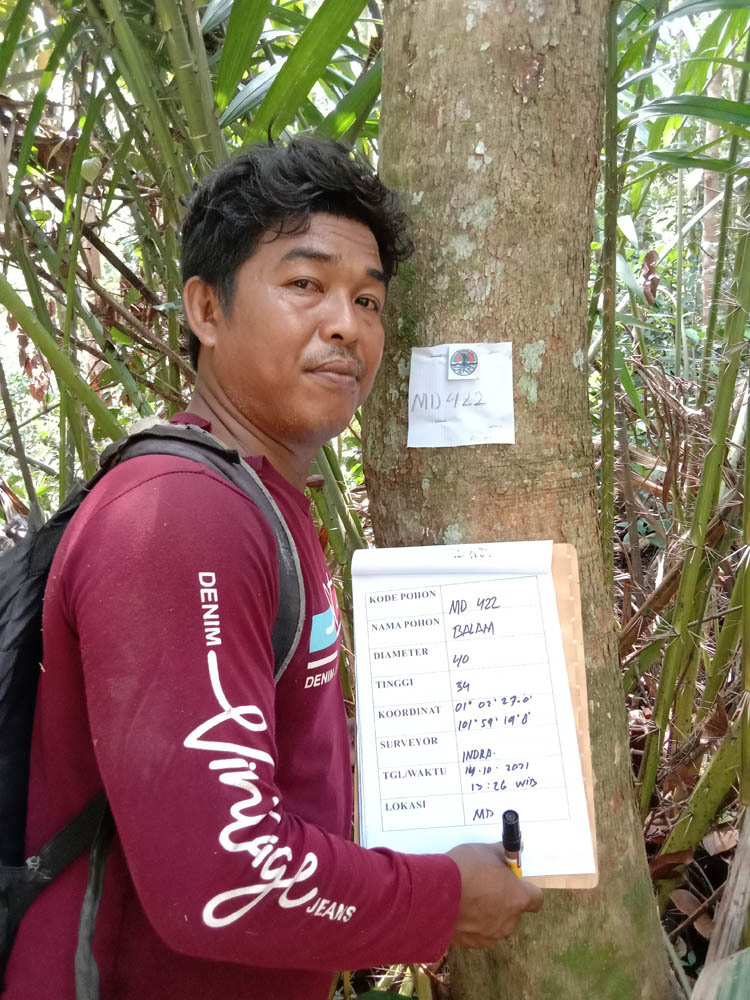 MD 422
KODE POHON MD 422
NAMA POHON BALAM
DIAMETER 40
TINGGI 34
KOORDINAT 01° 02' 27.0'
101° 59' 19'8'
SURVEYOR INDRA.
TGL/WAKTU 14.10.2021
13:26 WIB
LOKASI MD
DENIM
Vintage
JEANS
DENIM